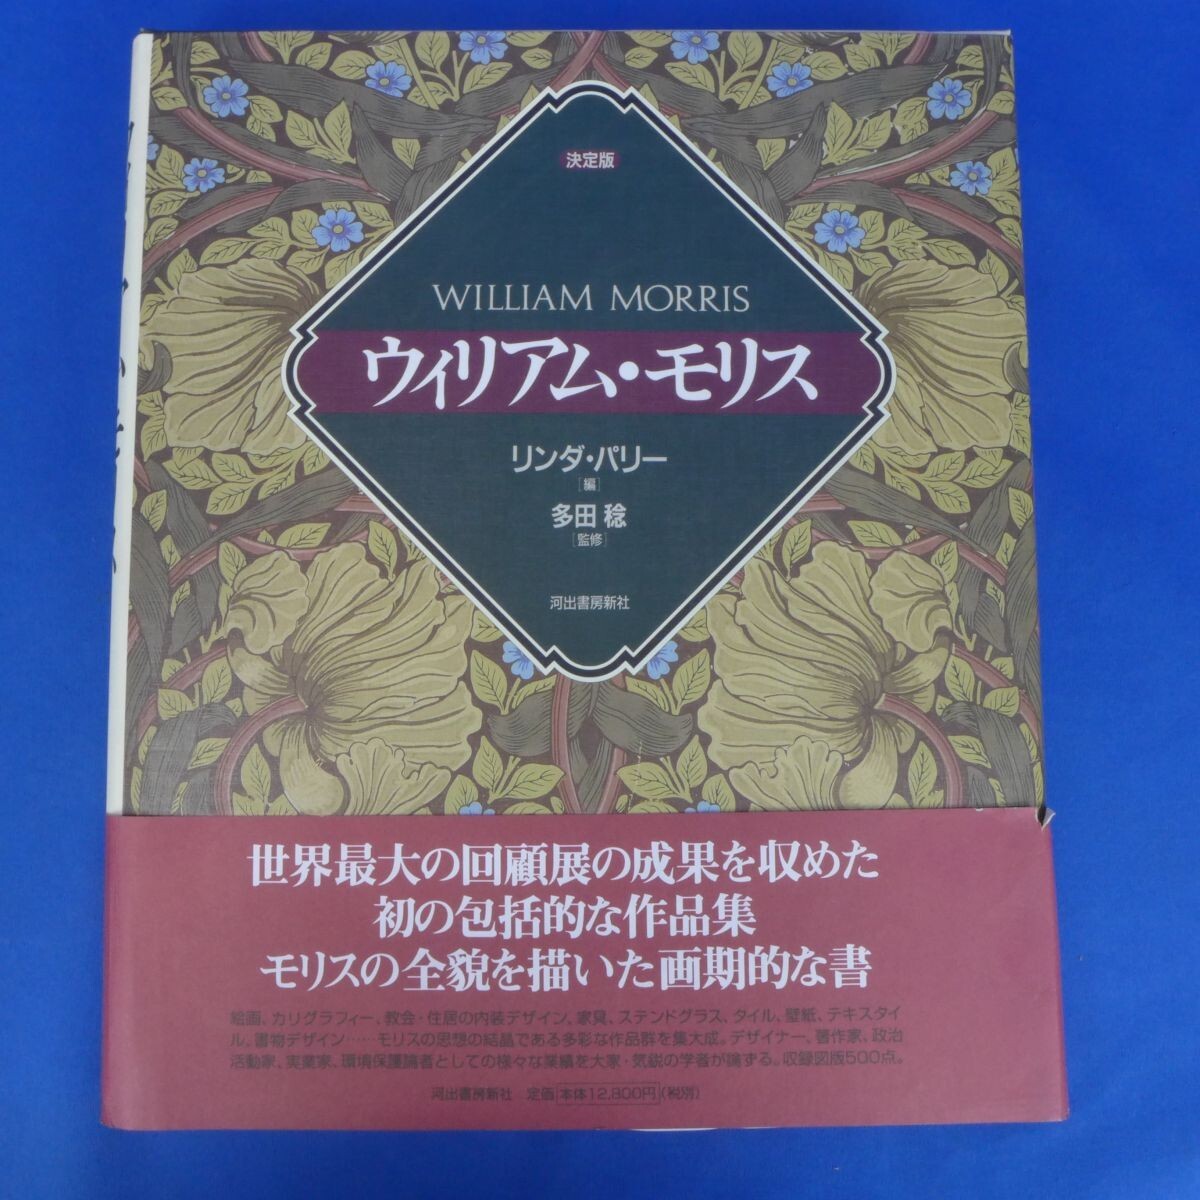 決定版
WILLIAM MORRIS
ウィリアム・モリス
リンダ・パリー
[編]
多田 稔
[監修]
河出書房新社
世界最大の回顧展の成果を収めた
初の包括的な作品集
モリスの全貌を描いた画期的な書
絵画、カリグラフィー、教会・住居の内装デザイン、家具、ステンドグラス、タイル、壁紙、テキスタイ
ル、書物デザイン……モリスの思想の結晶である多彩な作品群を集大成。デザイナー、著作家、政治
活動家、実業家、環境保護論者としての様々な業績を大家・気鋭の学者が論ずる。収録図版500点。
河出書房新社 定価 本体12,800円(税別)